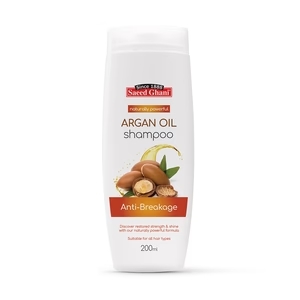 Since 1888
Saeed Ghani
naturally powerful
ARGAN OIL
shampoo
Anti-Breakage
Discover restored strength & shine
with our naturally powerful formula
Suitable for all hair types
200mL